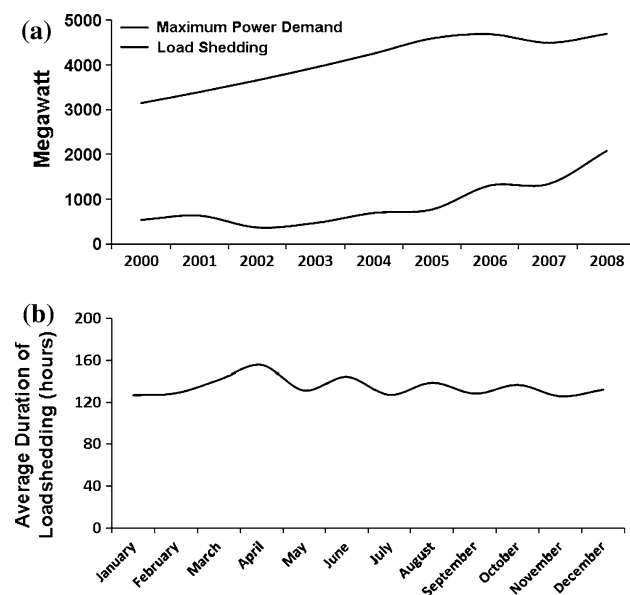 (a)
Maximum Power Demand
Load Shedding
Megawatt
5000
4000
3000
2000
1000
0
2000 2001 2002 2003 2004 2005 2006 2007 2008
(b)
Average Duration of
Loadshedding (hours)
200
160
120
80
40
0
January February March April May June July August September October November December